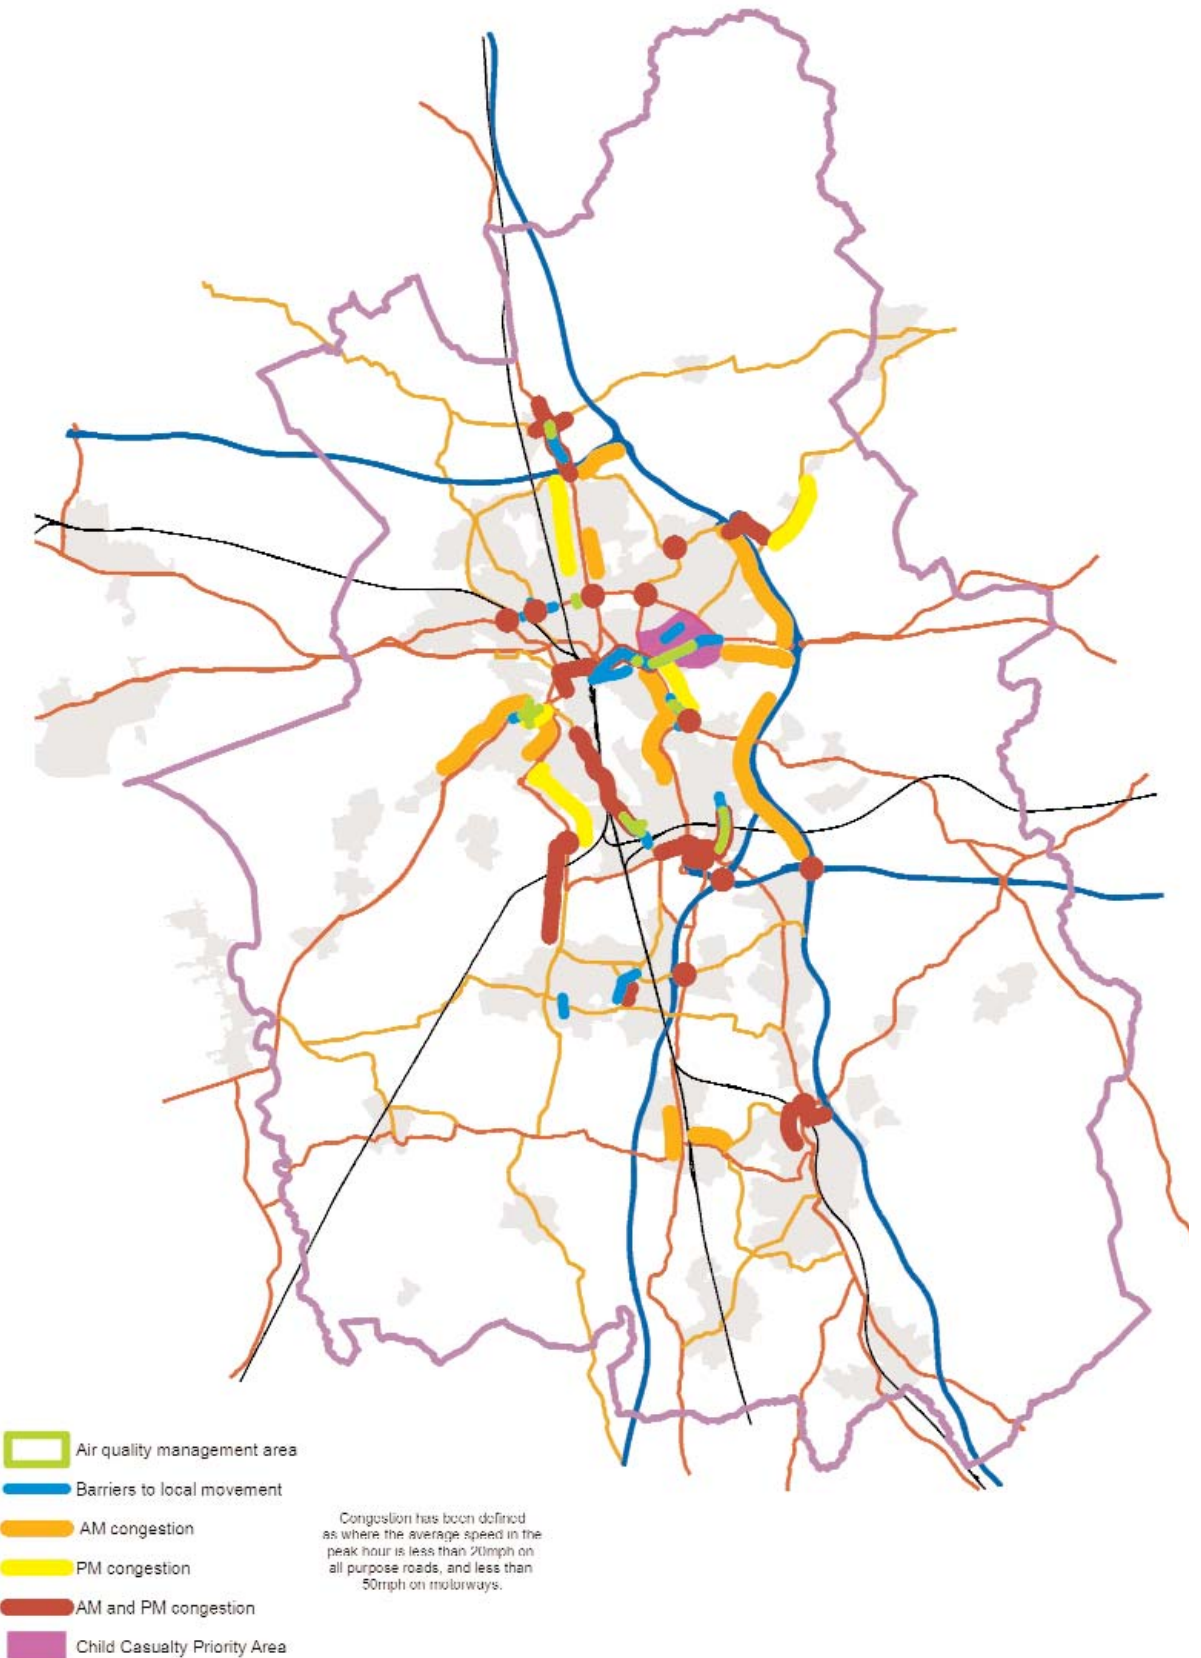 Air quality management area
Barriers to local movement
AM congestion
PM congestion
AM and PM congestion
Child Casualty Priority Area
Congestion has been defined
as where the average speed in the
peak hour is less than 20mph on
all purpose roads, and less than
50mph on motorways.